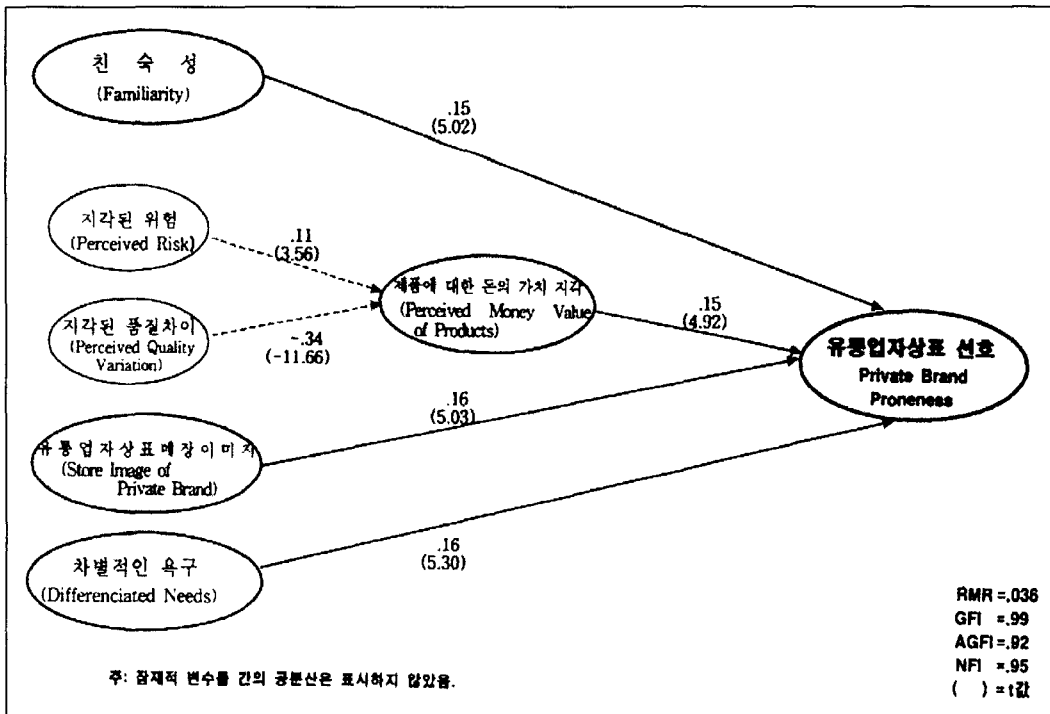 친 숙 성
(Familiarity)
.15
(5.02)
지각된 위험
(Perceived Risk)
.11
(3.56)
제품에 대한 돈의 가치 지각
(Perceived Money Value
of Products)
.15
(4.92)
지각된 품질차이
(Perceived Quality
Variation)
-.34
(-11.66)
유통업자상표 선호
Private Brand
Proneness
.16
(5.03)
유통업자상표매장이미지
(Store Image of
Private Brand)
차별적인 욕구
(Differenciated Needs)
.16
(5.30)
RMR =.036
GFI =.99
AGFI =.92
NFI =.95
( ) = t값
주: 잠재적 변수들 간의 공분산은 표시하지 않았음.